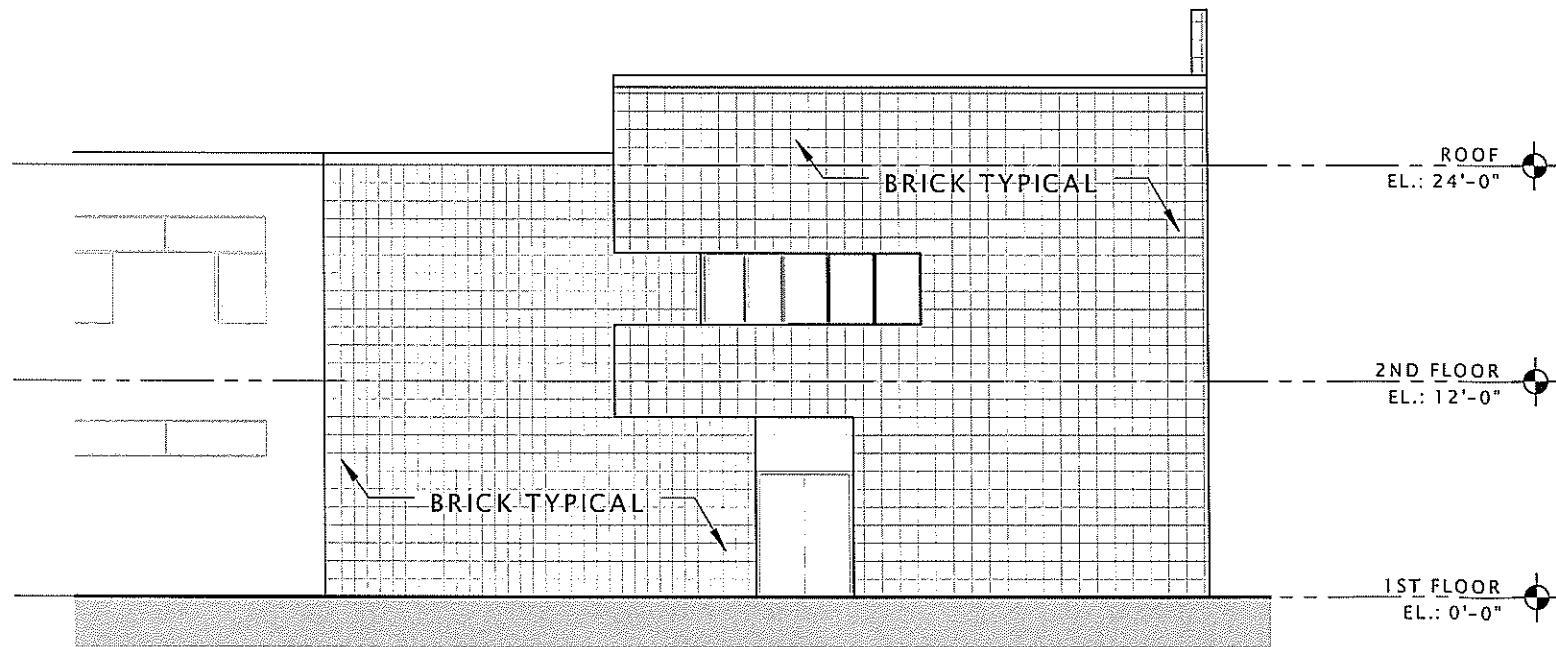 ROOF
EL.: 24'-0"
BRICK TYPICAL
2ND FLOOR
EL.: 12'-0"
BRICK TYPICAL
1ST FLOOR
EL.: 0'-0"